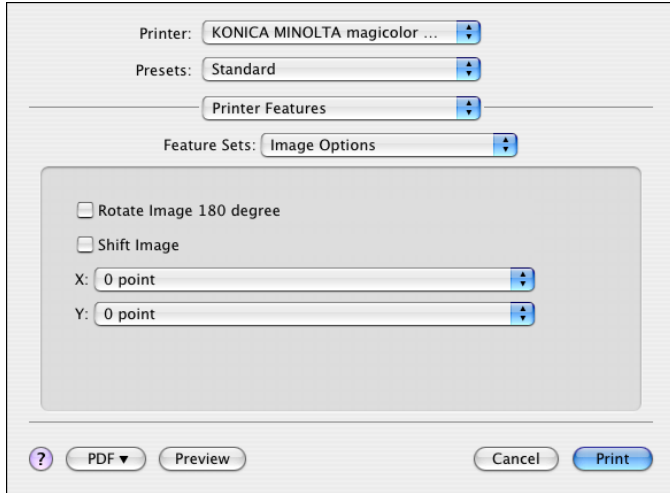 Printer: KONICA MINOLTA magicolor ...
Presets: Standard
Printer Features
Feature Sets: Image Options
Rotate Image 180 degree
Shift Image
X: 0 point
Y: 0 point
? PDF ▼ Preview Cancel Print